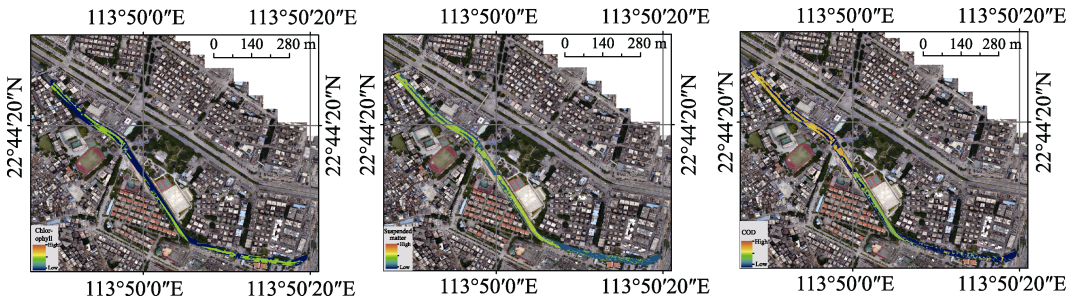 113°50′0″E 113°50′20″E
0 140 280 m
22°44′20″N
Chlor-
ophyll
High
Low
113°50′0″E 113°50′20″E
113°50′0″E 113°50′20″E
0 140 280 m
22°44′20″N
22°44′20″N
Suspended
matter
High
Low
113°50′0″E 113°50′20″E
113°50′0″E 113°50′20″E
0 140 280 m
22°44′20″N
22°44′20″N
COD
High
Low
113°50′0″E 113°50′20″E
22°44′20″N